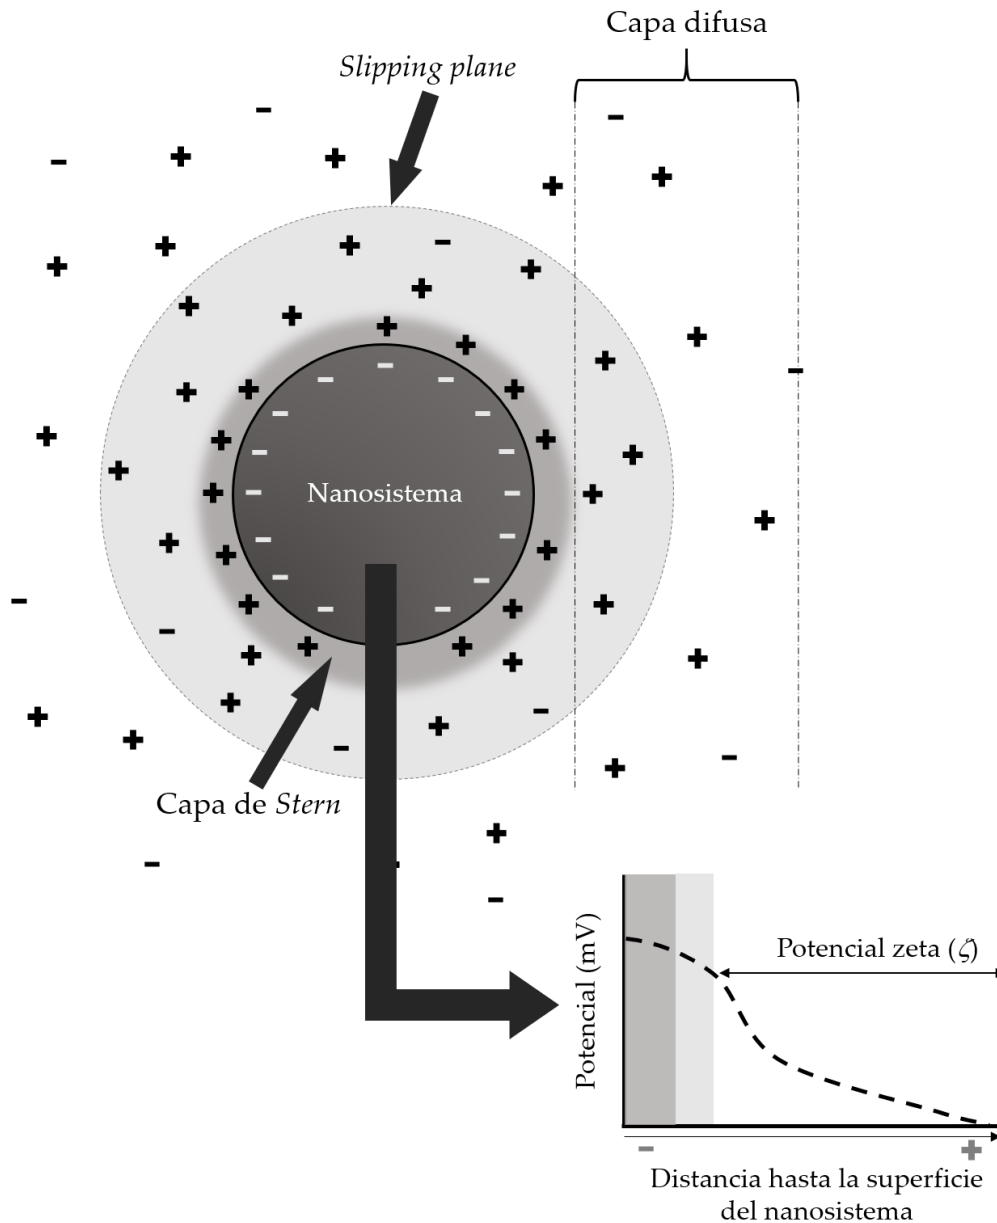 Capa difusa
Slipping plane
Nanosistema
Capa de Stern
Potencial (mV)
Potencial zeta (ζ)
Distancia hasta la superficie
del nanosistema